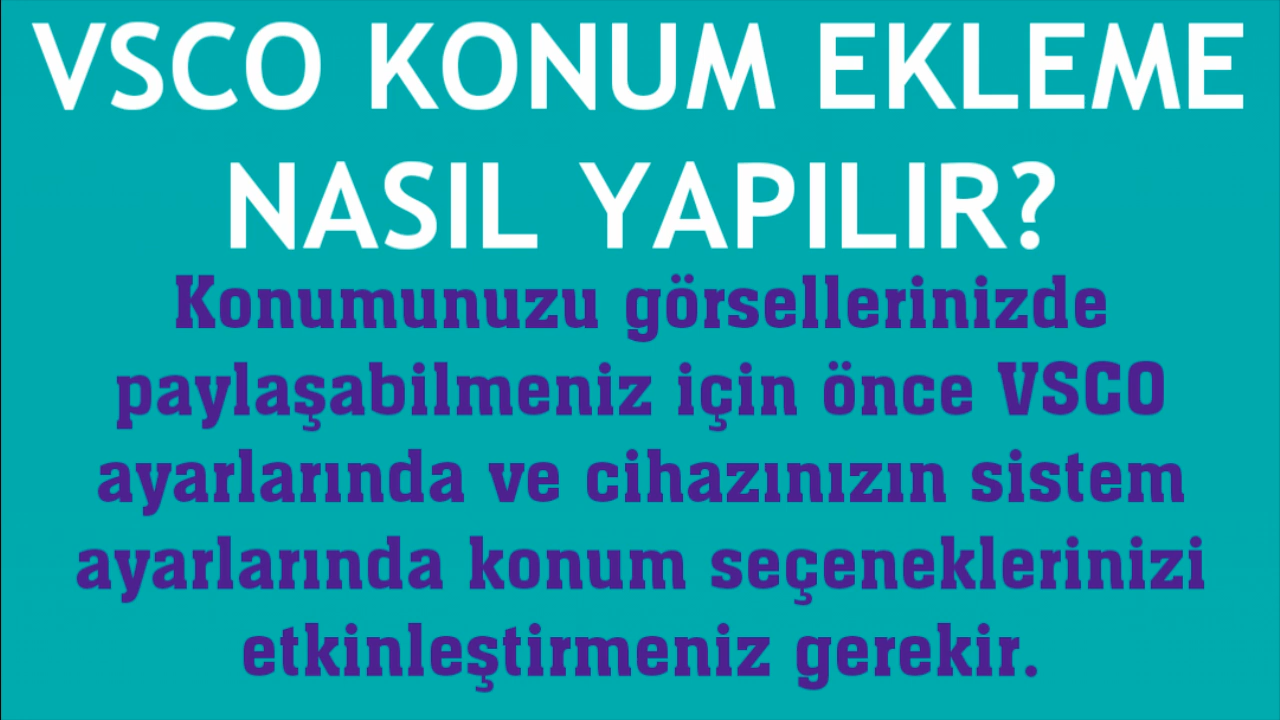 VSCO KONUM EKLEME
NASIL YAPILIR?
Konumunuzu görsellerinizde
paylaşabilmeniz için önce VSCO
ayarlarında ve cihazınızın sistem
ayarlarında konum seçeneklerinizi
etkinleştirmeniz gerekir.